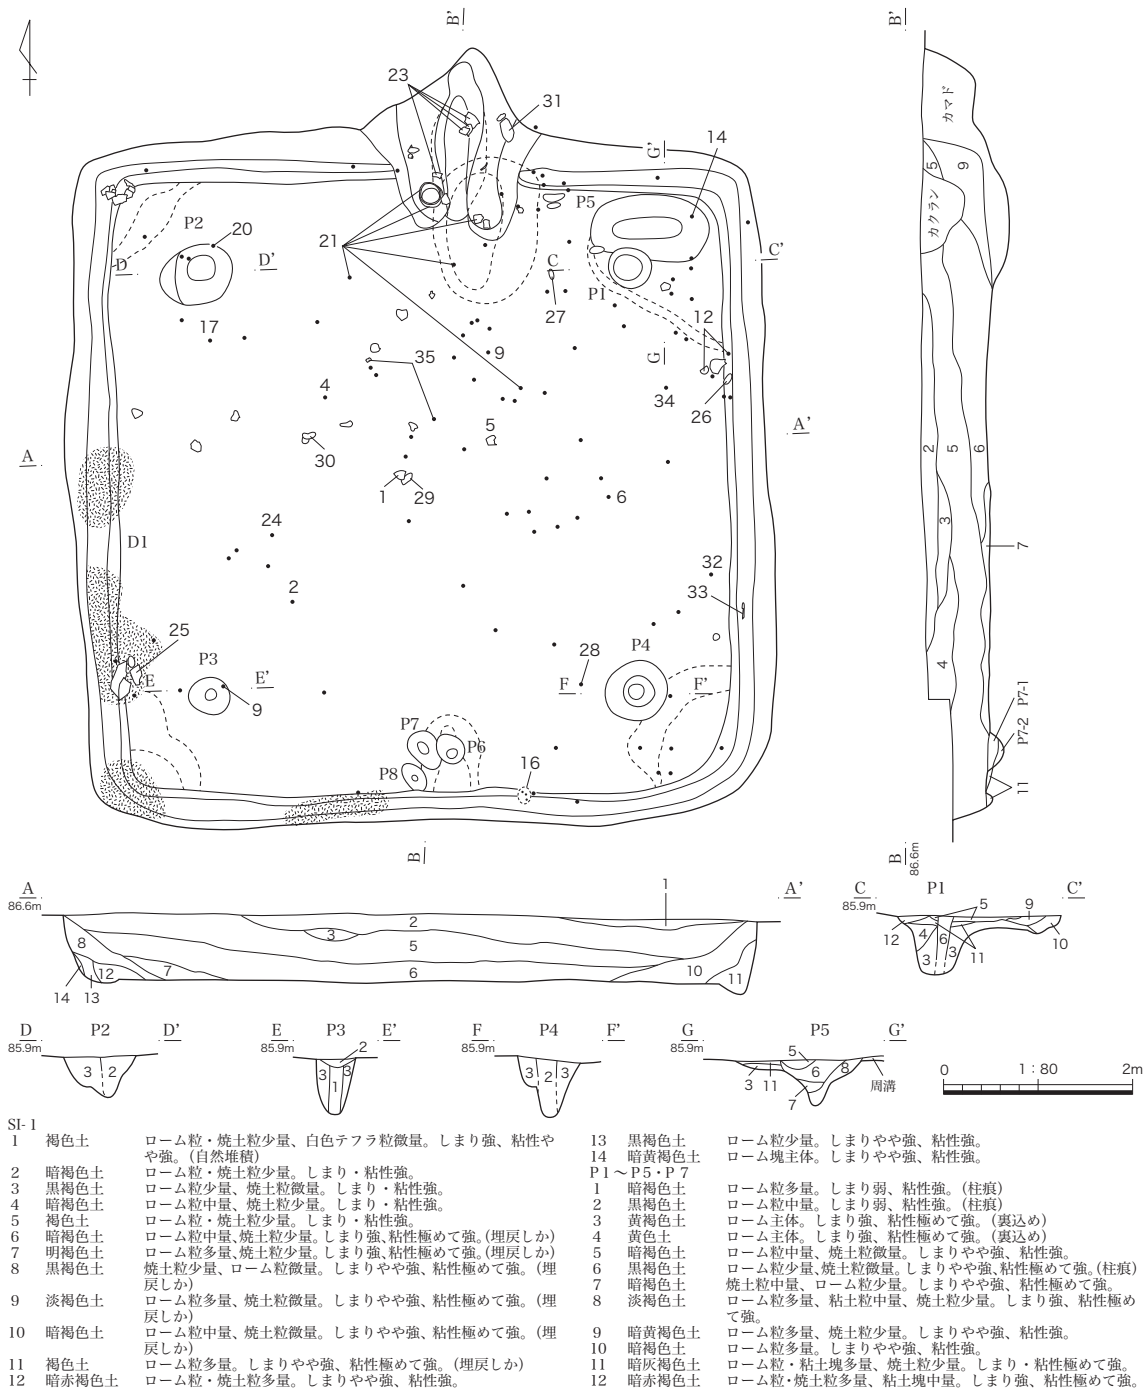 B'
B'
23
31
14
G'
カマド
5
9
カクラン
P2
20
P5
21
D
D'
C
C'
P1
27
12
17
9
35
G
4
34
26
5
A'
A
30
1
29
6
2
5
6
24
3
D1
7
32
2
33
25
28
P4
P3
4
E
E'
F
F'
9
P7-1
P7-2
P7
P6
P8
16
11
B
B
86.6m
A
86.6m
1
A'
C
85.9m
P1
C'
2
3
5
8
6
7
12
10
11
14
13
5
9
12
4
6
3
3
11
10
D
85.9m
P2
D'
E
85.9m
P3
E'
F
85.9m
P4
F'
G
85.9m
P5
G'
3
2
2
3
3
1
3
2
3
5
6
8
3
11
7
周溝
0
1：80
2m
SI- 1
1 褐色土 ローム粒・焼土粒少量、白色テフラ粒微量。しまり強、粘性や
や強。(自然堆積)
2 暗褐色土 ローム粒・焼土粒少量。しまり・粘性強。
3 黒褐色土 ローム粒少量、焼土粒微量。しまり・粘性強。
4 暗褐色土 ローム粒中量、焼土粒少量。しまり・粘性強。
5 褐色土 ローム粒・焼土粒少量。しまり・粘性強。
6 暗褐色土 ローム粒中量、焼土粒少量。しまり強、粘性極めて強。(埋戻しか)
7 明褐色土 ローム粒多量、焼土粒少量。しまり強、粘性極めて強。(埋戻しか)
8 黒褐色土 焼土粒少量、ローム粒微量。しまりやや強、粘性極めて強。(埋
戻しか)
9 淡褐色土 ローム粒多量、焼土粒微量。しまりやや強、粘性極めて強。(埋
戻しか)
10 暗褐色土 ローム粒中量、焼土粒微量。しまりやや強、粘性極めて強。(埋
戻しか)
11 褐色土 ローム粒多量。しまりやや強、粘性極めて強。(埋戻しか)
12 暗赤褐色土 ローム粒・焼土粒多量。しまりやや強、粘性強。
13 黒褐色土 ローム粒少量。しまりやや強、粘性強。
14 暗黄褐色土 ローム塊主体。しまりやや強、粘性強。
P 1～P 5・P 7
1 暗褐色土 ローム粒多量。しまり弱、粘性強。(柱痕)
2 黒褐色土 ローム粒中量。しまり弱、粘性強。(柱痕)
3 黄褐色土 ローム主体。しまり強、粘性極めて強。(裏込め)
4 黄色土 ローム主体。しまり強、粘性極めて強。(裏込め)
5 暗褐色土 ローム粒中量、焼土粒微量。しまりやや強、粘性強。
6 黒褐色土 ローム粒少量、焼土粒微量。しまりやや強、粘性極めて強。(柱痕)
7 暗褐色土 焼土粒中量、ローム粒少量。しまりやや強、粘性極めて強。
8 淡褐色土 ローム粒多量、粘土粒中量、焼土粒少量。しまり強、粘性極め
て強。
9 暗黄褐色土 ローム粒多量、焼土粒少量。しまりやや強、粘性強。
10 暗褐色土 ローム粒多量。しまりやや強、粘性強。
11 暗灰褐色土 ローム粒・粘土塊多量、焼土粒少量。しまり・粘性極めて強。
12 暗赤褐色土 ローム粒・焼土粒多量、粘土塊中量。しまり強、粘性極めて強。